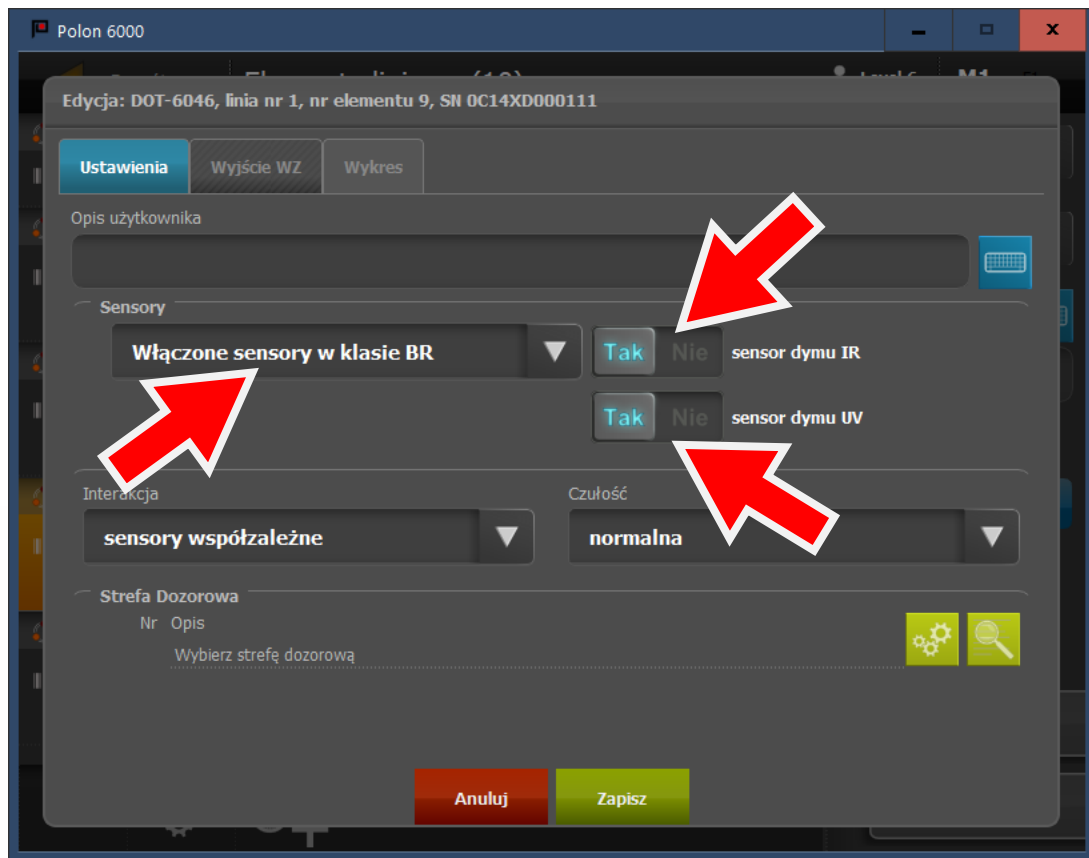 Polon 6000
Edycja: DOT-6046, linia nr 1, nr elementu 9, SN 0C14XD000111
Ustawienia Wyjście WZ Wykres
Opis użytkownika
Sensory
Włączone sensory w klasie BR Tak Nie sensor dymu IR
Tak Nie sensor dymu UV
Interakcja Czułość
sensory współzależne normalna
Strefa Dozorowa
Nr Opis
Wybierz strefę dozorową
Anuluj Zapisz